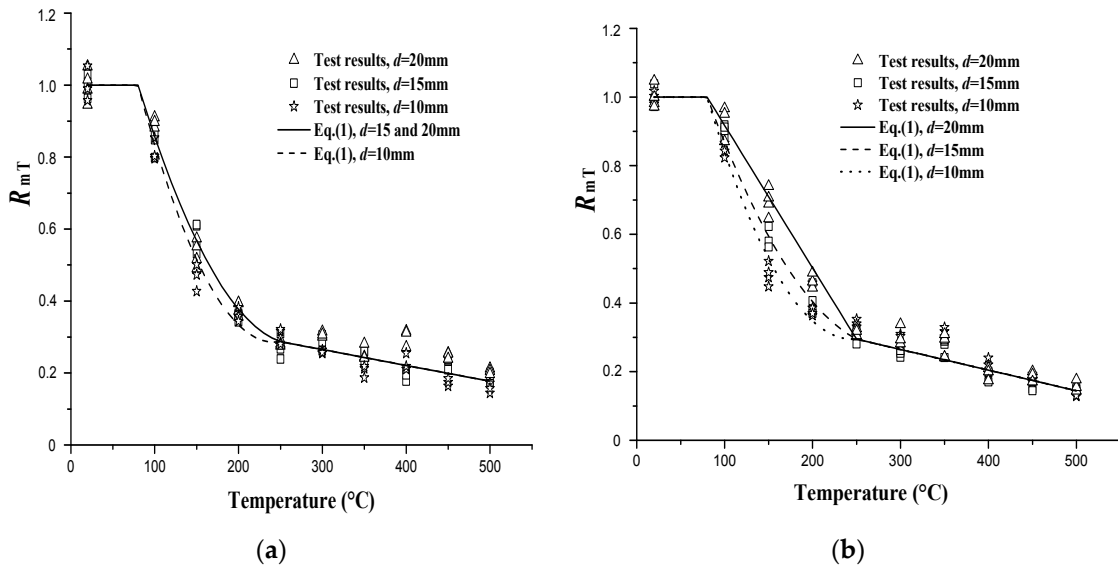 1.2
1.0
0.8
0.6
0.4
0.2
0
R mT
Test results, d=20mm
Test results, d=15mm
Test results, d=10mm
Eq.(1), d=15 and 20mm
Eq.(1), d=10mm
0 100 200 300 400 500
Temperature (°C)
(a)
1.2
1.0
0.8
0.6
0.4
0.2
0
R mT
Test results, d=20mm
Test results, d=15mm
Test results, d=10mm
Eq.(1), d=20mm
Eq.(1), d=15mm
Eq.(1), d=10mm
0 100 200 300 400 500
Temperature (°C)
(b)